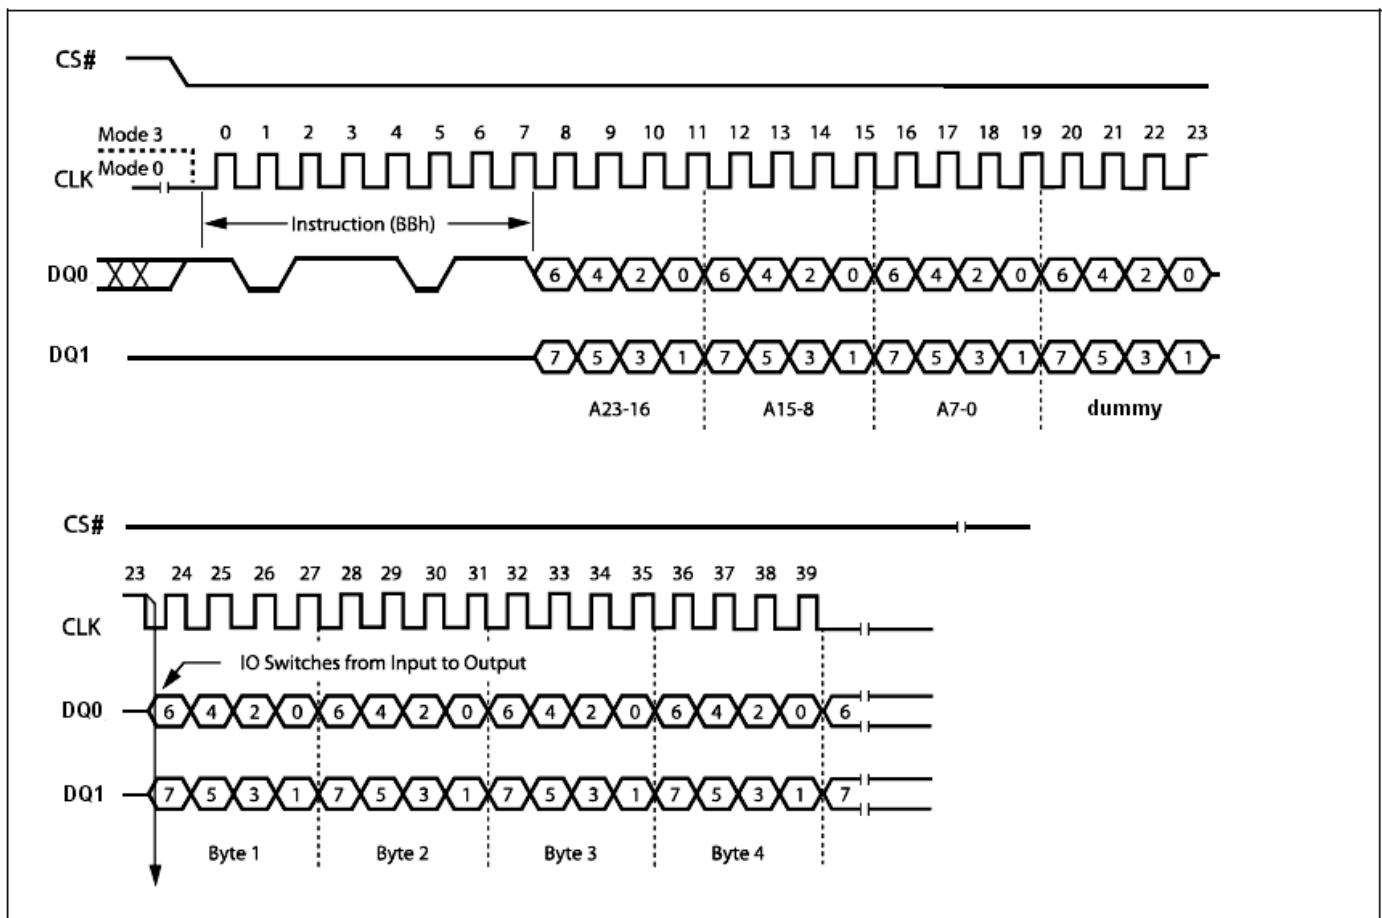 CS#
Mode 3
0 1 2 3 4 5 6 7 8 9 10 11 12 13 14 15 16 17 18 19 20 21 22 23
Mode 0
CLK
Instruction (BBh)
DQ0 6 4 2 0 6 4 2 0 6 4 2 0 6 4 2 0
DQ1 7 5 3 1 7 5 3 1 7 5 3 1 7 5 3 1
A23-16 A15-8 A7-0 dummy
CS#
23 24 25 26 27 28 29 30 31 32 33 34 35 36 37 38 39
CLK
IO Switches from Input to Output
DQ0 6 4 2 0 6 4 2 0 6 4 2 0 6 4 2 0 6
DQ1 7 5 3 1 7 5 3 1 7 5 3 1 7 5 3 1 7
Byte 1 Byte 2 Byte 3 Byte 4